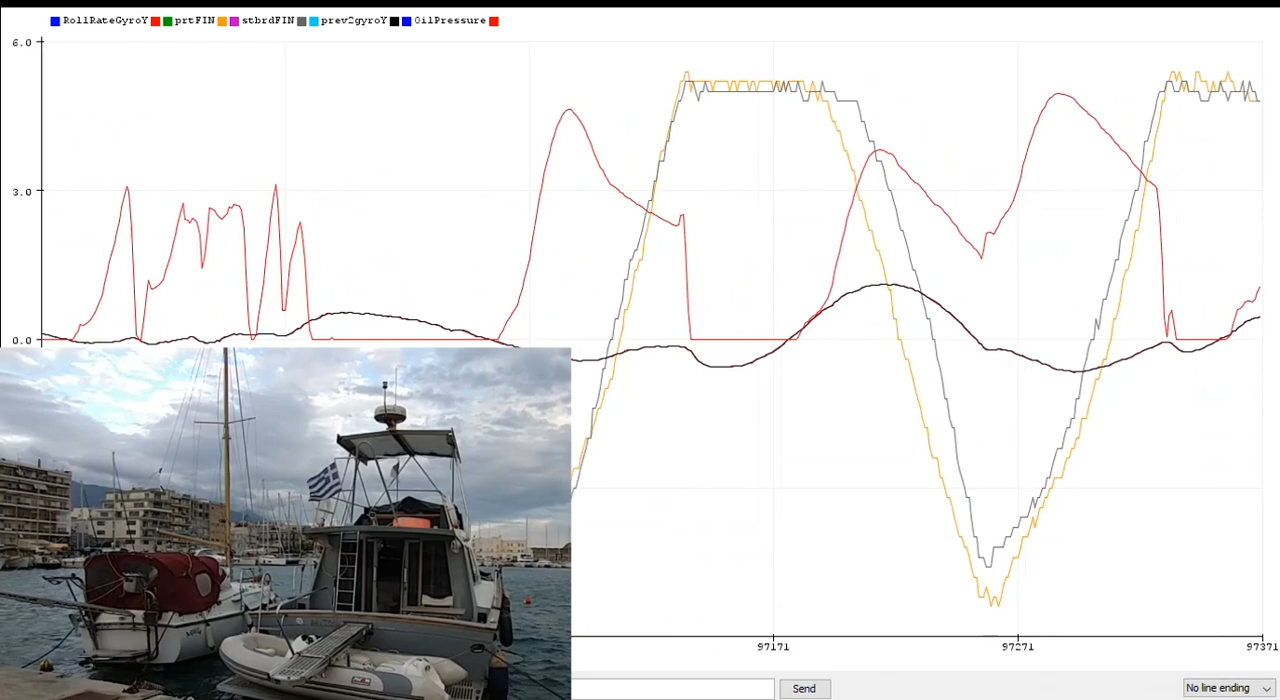 RollRateGyroY prtFIN stbrdFIN prev2gyroY OilPressure
6.0
3.0
0.0
97171 97271 97371
Send
No line ending